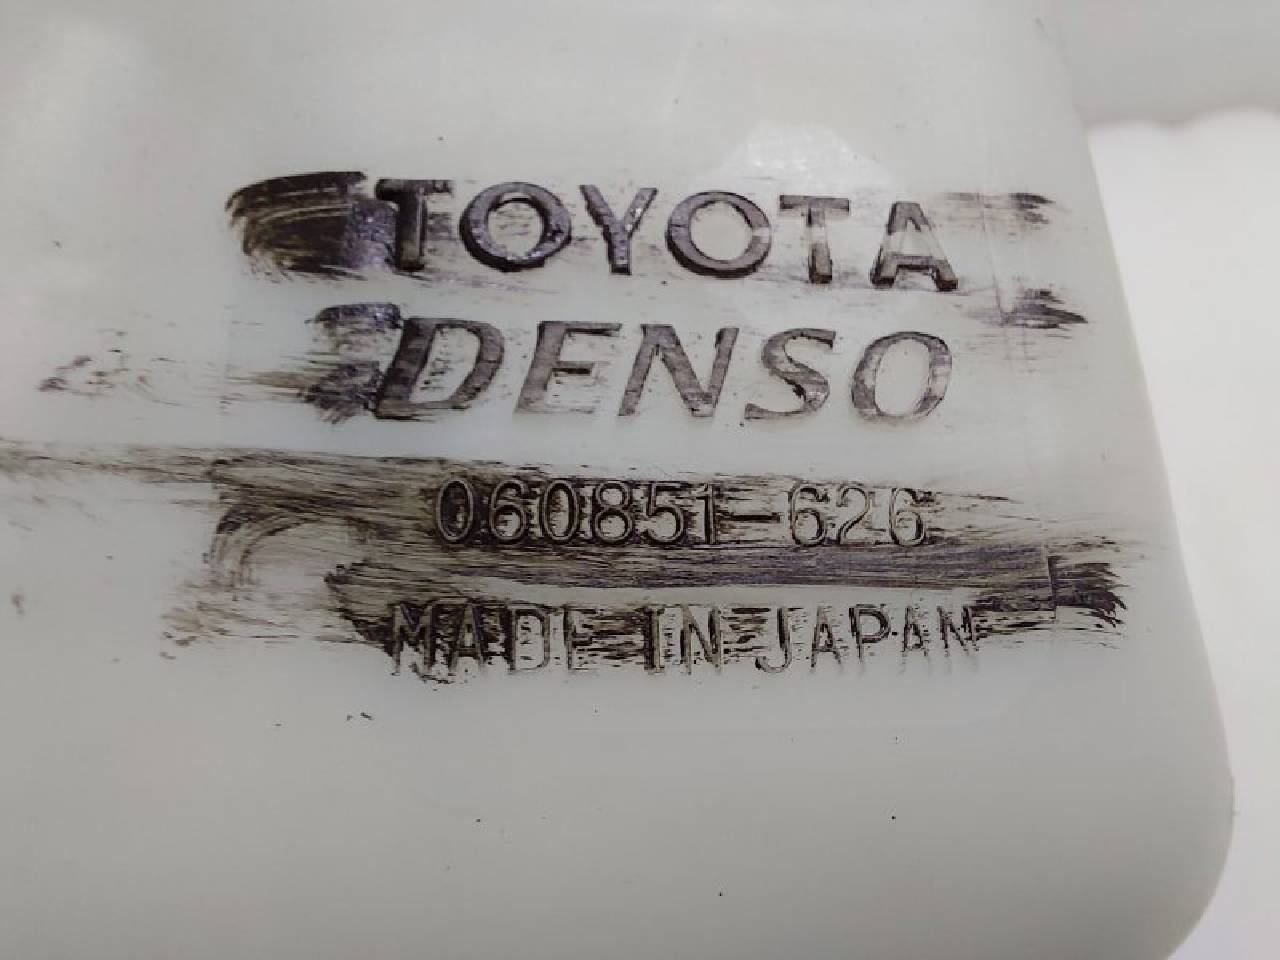 TOYOTA
DENSO
060851-626
MADE IN JAPAN